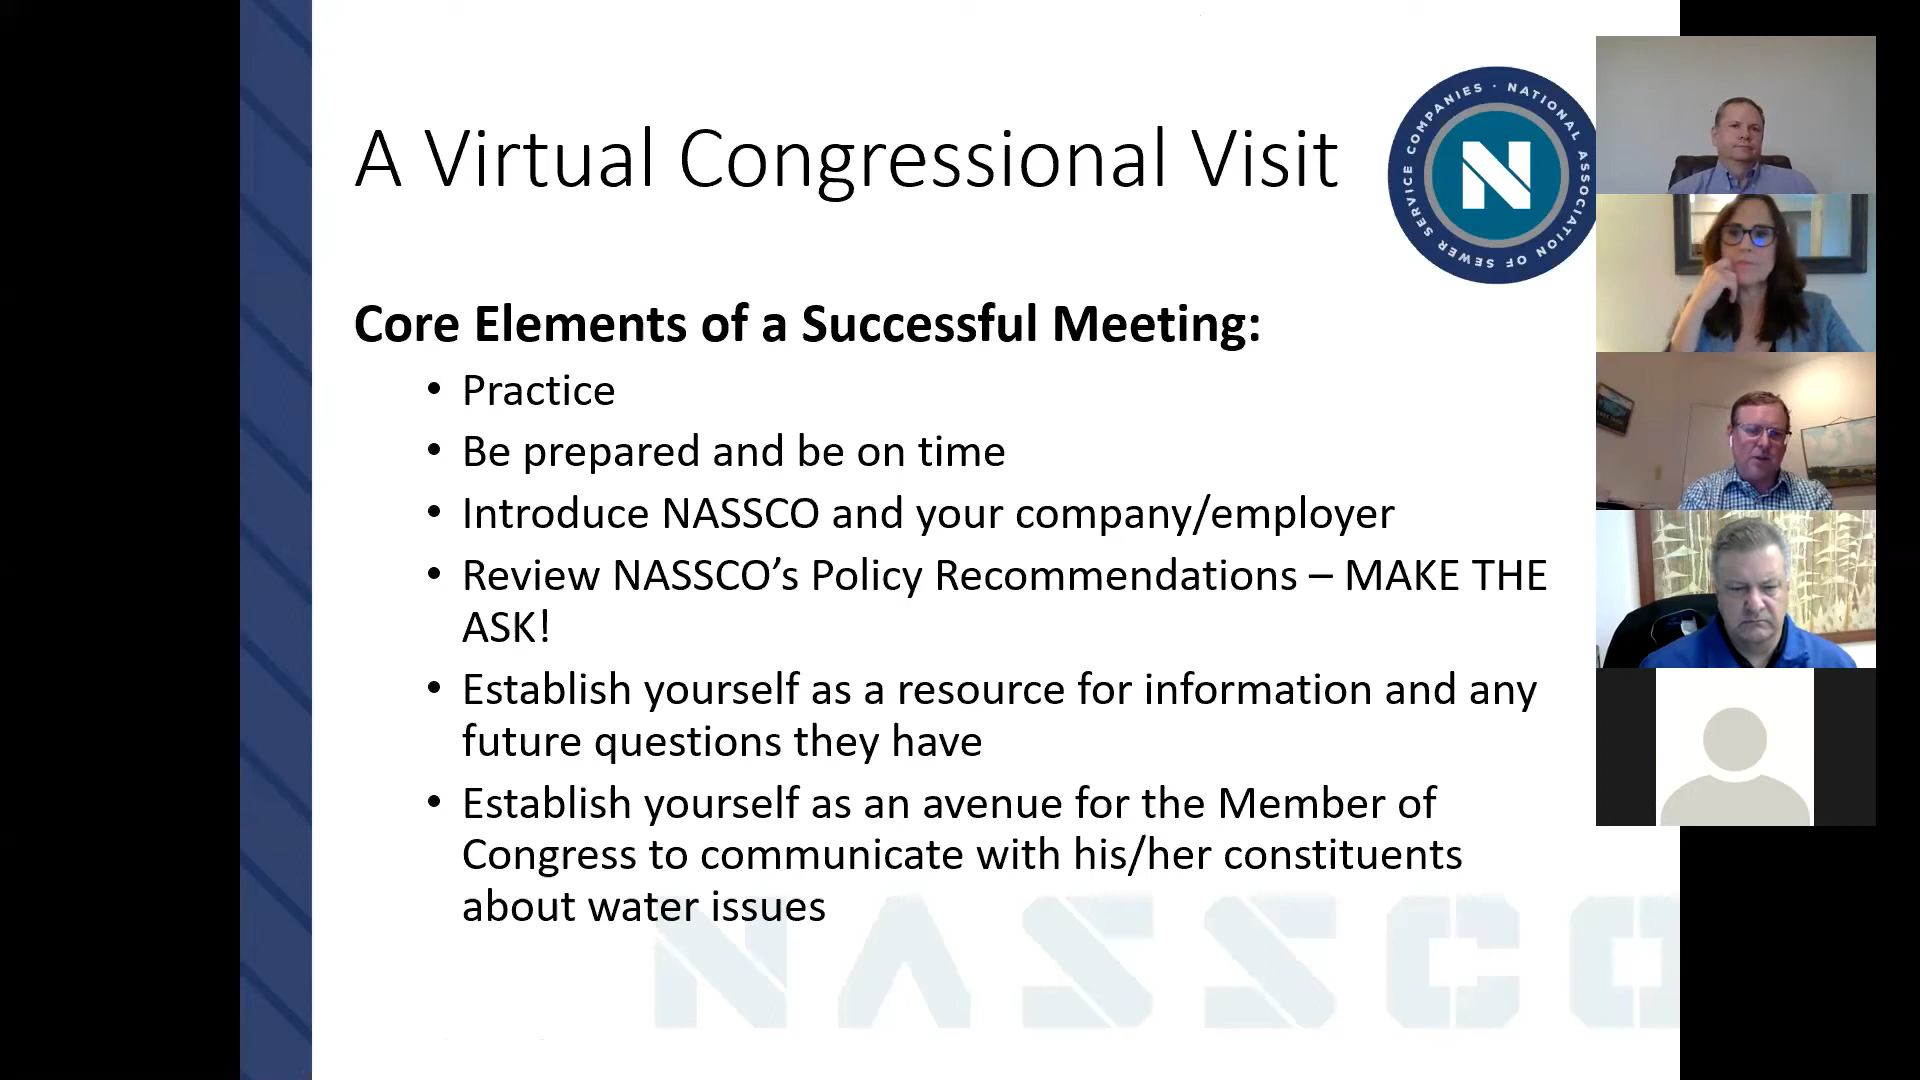 A Virtual Congressional Visit
NATIONAL ASSOCIATION OF SEWER SERVICE COMPANIES ·
N
Core Elements of a Successful Meeting:
• Practice
• Be prepared and be on time
• Introduce NASSCO and your company/employer
• Review NASSCO’s Policy Recommendations – MAKE THE
ASK!
• Establish yourself as a resource for information and any
future questions they have
• Establish yourself as an avenue for the Member of
Congress to communicate with his/her constituents
about water issues
NASSCO